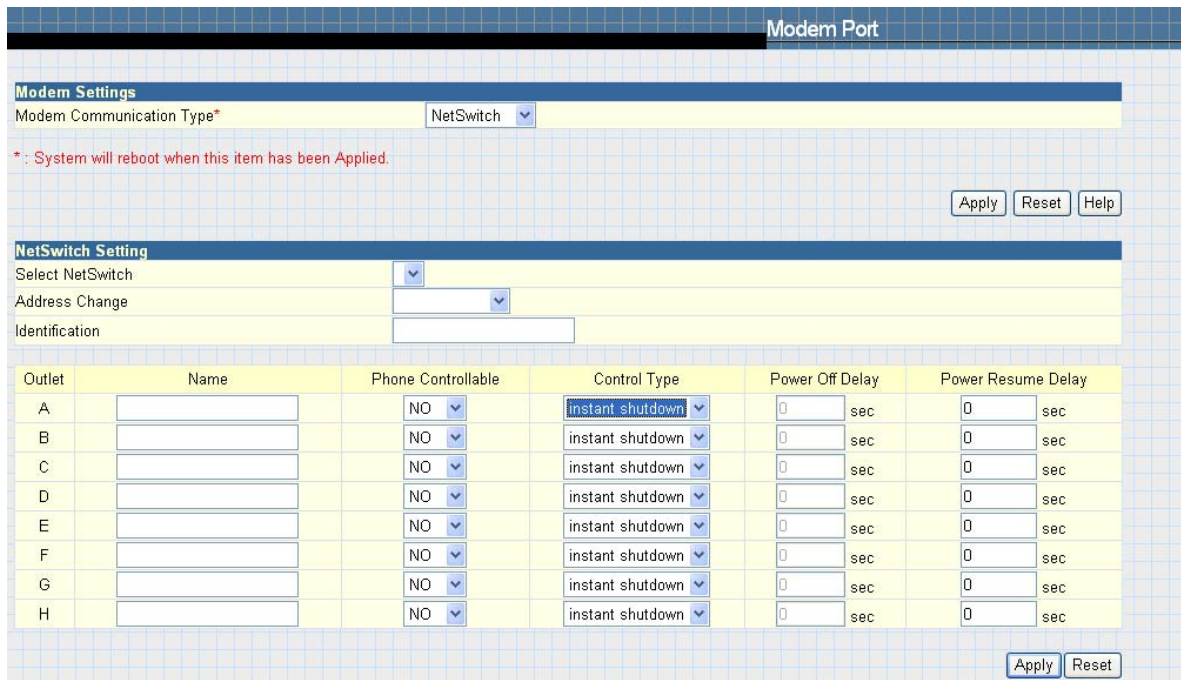 Modem Port
Modem Settings
Modem Communication Type* NetSwitch
* : System will reboot when this item has been Applied.
Apply Reset Help
NetSwitch Setting
Select NetSwitch
Address Change
Identification
Outlet Name Phone Controllable Control Type Power Off Delay Power Resume Delay
A NO instant shutdown 0 sec 0 sec
B NO instant shutdown 0 sec 0 sec
C NO instant shutdown 0 sec 0 sec
D NO instant shutdown 0 sec 0 sec
E NO instant shutdown 0 sec 0 sec
F NO instant shutdown 0 sec 0 sec
G NO instant shutdown 0 sec 0 sec
H NO instant shutdown 0 sec 0 sec
Apply Reset